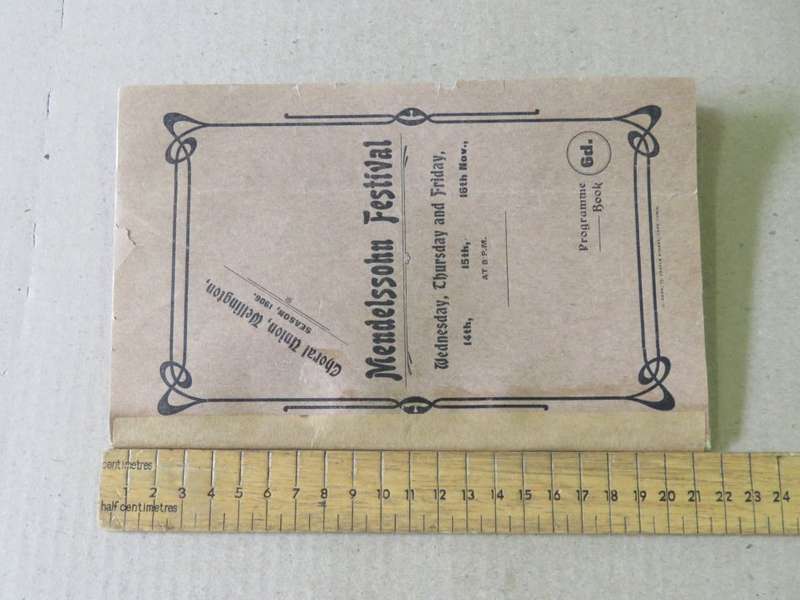 Choral Union, Wellington,
SEASON, 1906.
Mendelssohn Festival
Wednesday, Thursday and Friday,
14th, 15th, 16th Nov.,
AT 8 P.M.
Programme
Book
6d.
centimetres
1 2 3 4 5 6 7 8 9 10 11 12 13 14 15 16 17 18 19 20 21 22 23 24
half centimetres